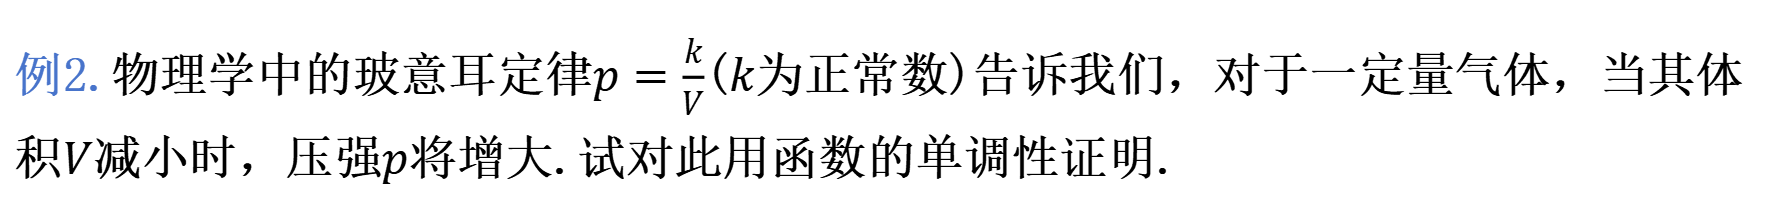 例2. 物理学中的玻意耳定律p = k/V (k为正常数)告诉我们，对于一定量气体，当其体
积V减小时，压强p将增大. 试对此用函数的单调性证明.